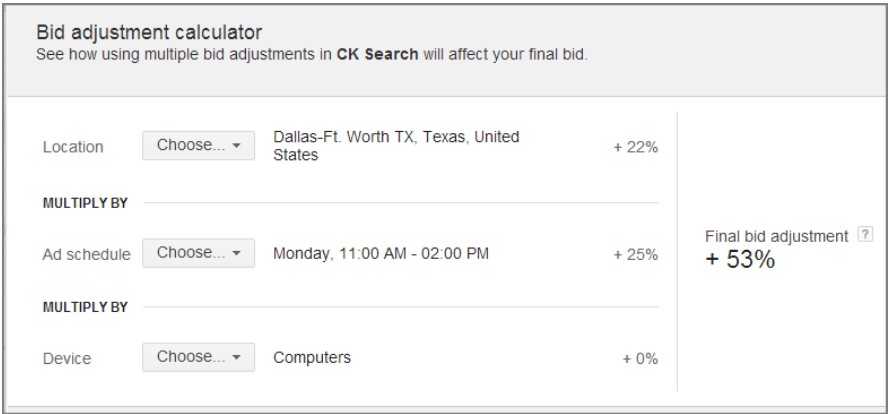 Bid adjustment calculator
See how using multiple bid adjustments in CK Search will affect your final bid.
Location Choose... Dallas-Ft. Worth TX, Texas, United
States + 22%
MULTIPLY BY
Ad schedule Choose... Monday, 11:00 AM - 02:00 PM + 25%
MULTIPLY BY
Device Choose... Computers + 0%
Final bid adjustment ?
+ 53%